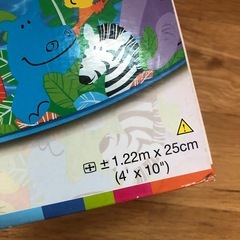 ± 1.22m x 25cm
(4' x 10")